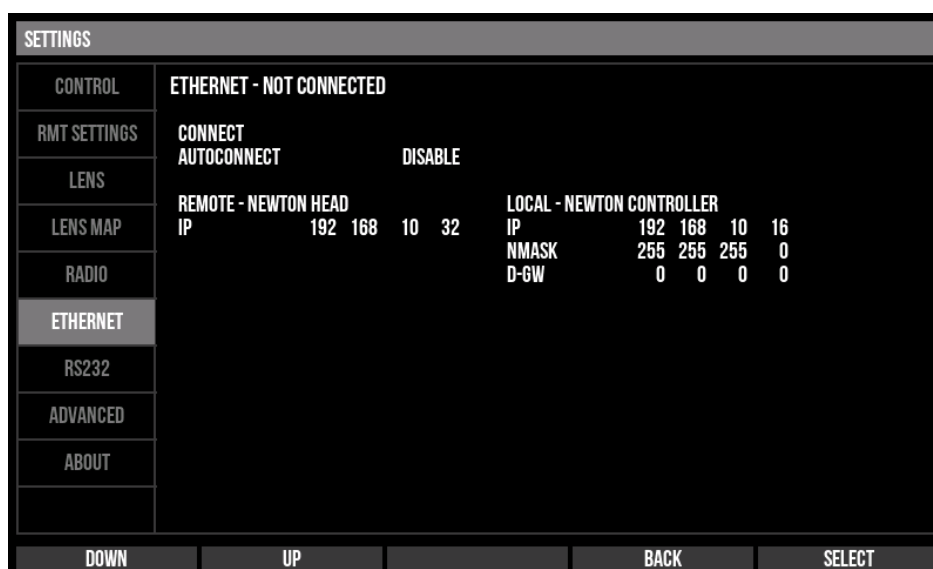 SETTINGS
CONTROL
RMT SETTINGS
LENS
LENS MAP
RADIO
ETHERNET
RS232
ADVANCED
ABOUT
ETHERNET - NOT CONNECTED
CONNECT
AUTOCONNECT DISABLE
REMOTE - NEWTON HEAD
IP 192 168 10 32
LOCAL - NEWTON CONTROLLER
IP 192 168 10 16
NMASK 255 255 255 0
D-GW 0 0 0 0
DOWN UP BACK SELECT